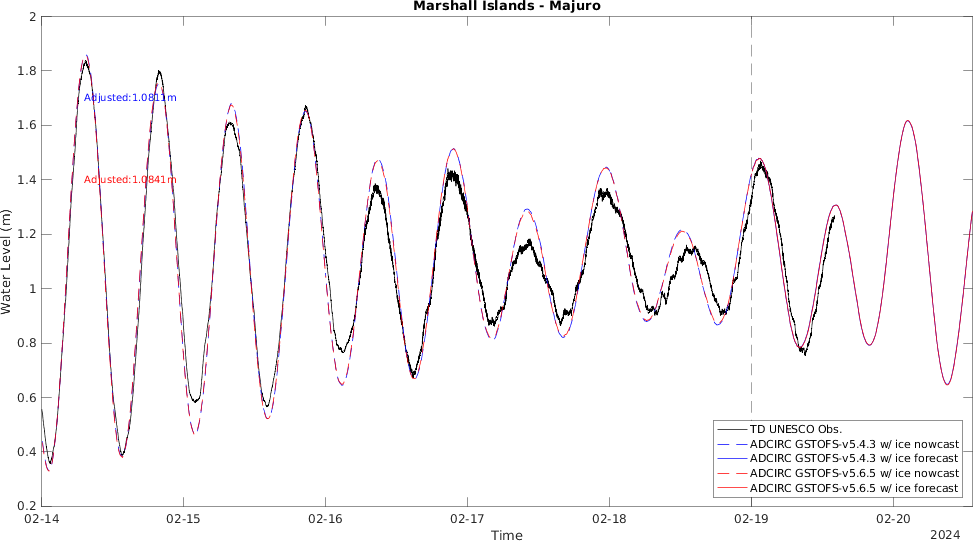 Marshall Islands - Majuro
Water Level (m)
2
1.8
1.6
1.4
1.2
1
0.8
0.6
0.4
0.2
Adjusted:1.0811m
Adjusted:1.0841m
TD UNESCO Obs.
ADCIRC GSTOFS-v5.4.3 w/ ice nowcast
ADCIRC GSTOFS-v5.4.3 w/ ice forecast
ADCIRC GSTOFS-v5.6.5 w/ ice nowcast
ADCIRC GSTOFS-v5.6.5 w/ ice forecast
02-14 02-15 02-16 02-17 02-18 02-19 02-20
Time
2024